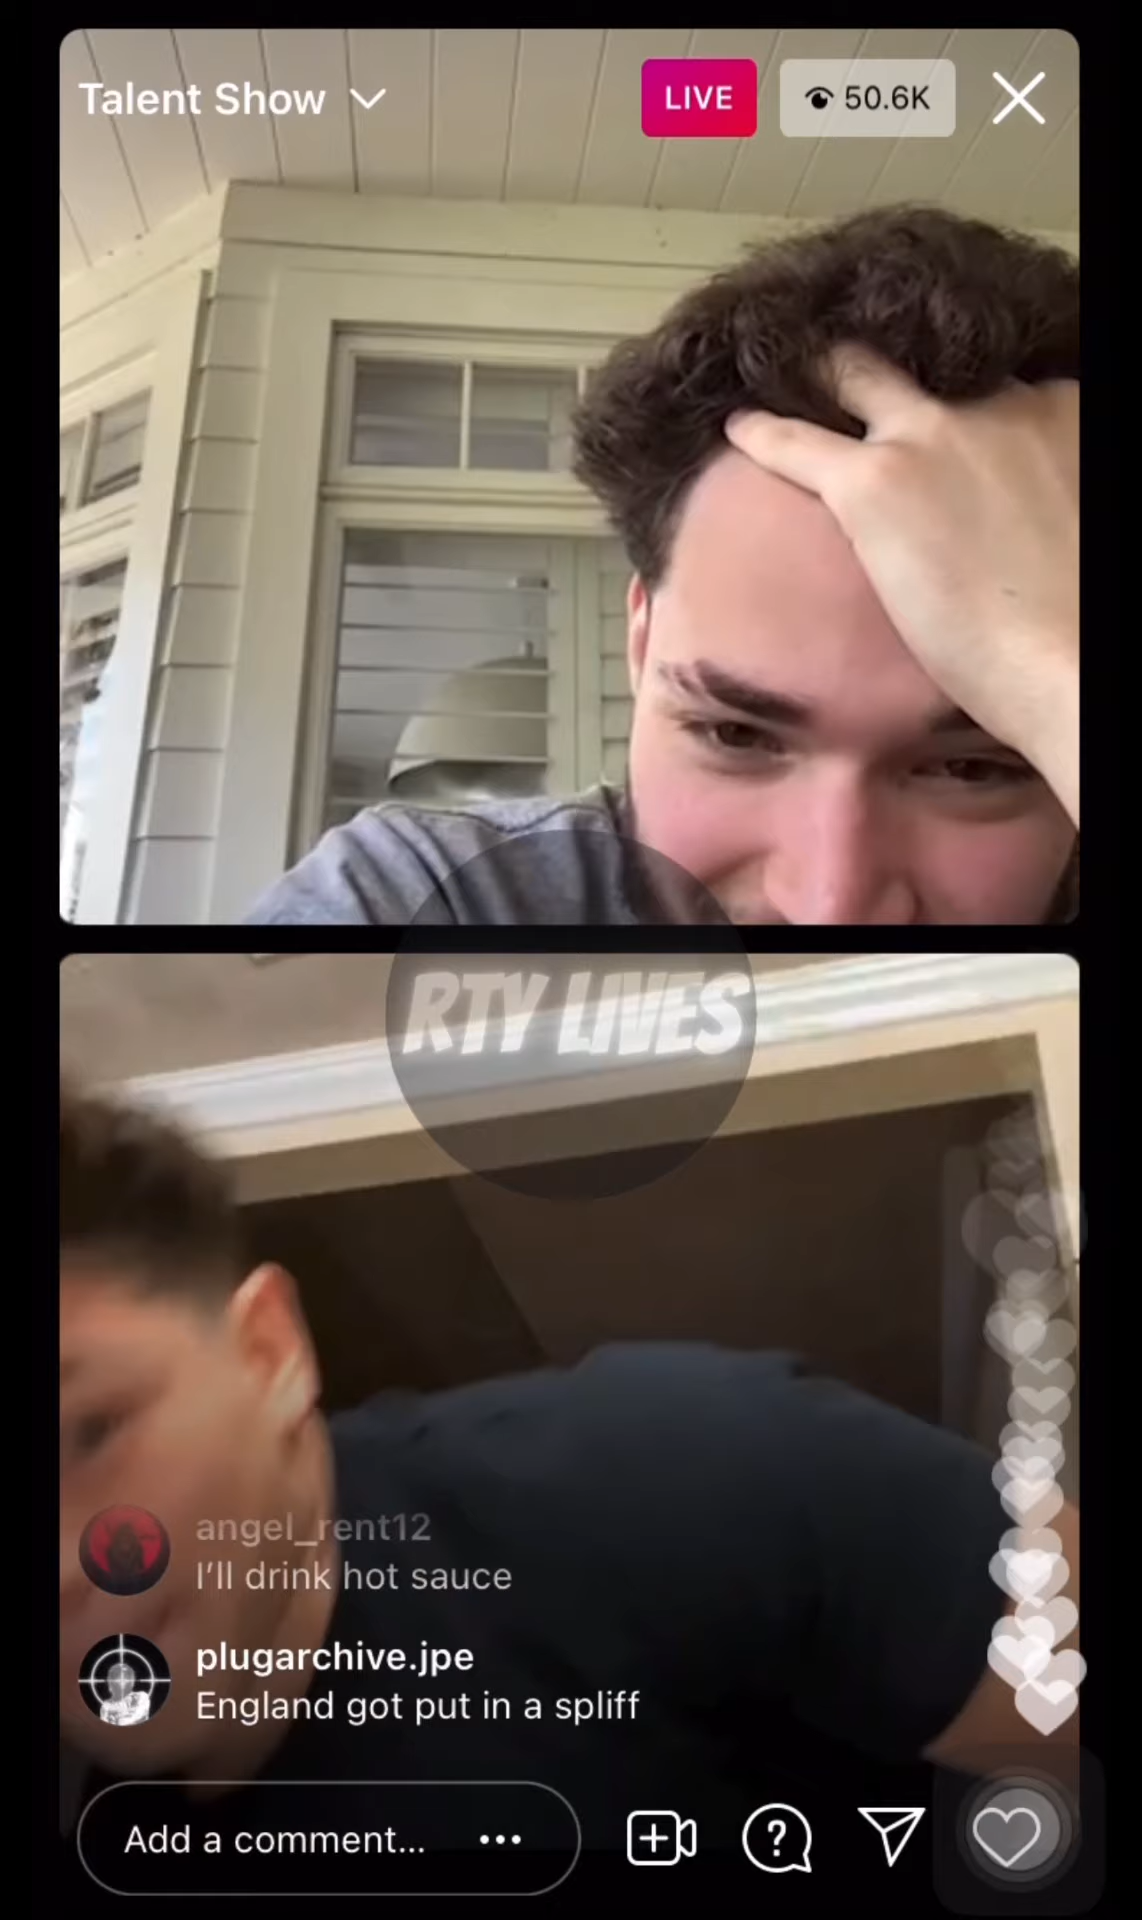 Talent Show
LIVE
50.6K
RTY LIVES
angel_rent12
I’ll drink hot sauce
plugarchive.jpe
England got put in a spliff
Add a comment...